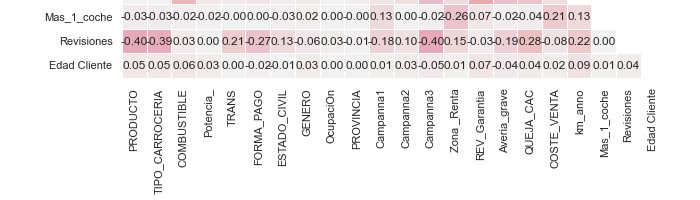 Mas_1_coche -0.03 -0.03 -0.02 -0.02 -0.00 0.00 -0.03 0.02 0.00 -0.00 0.13 0.00 -0.02 -0.26 0.07 -0.02 -0.04 0.21 0.13
Revisiones -0.40 -0.39 0.03 0.00 0.21 -0.27 0.13 -0.06 0.03 -0.01 -0.18 0.10 -0.40 0.15 -0.03 -0.19 0.28 -0.08 0.22 0.00
Edad Cliente 0.05 0.05 0.06 0.03 0.00 -0.02 -0.01 0.03 0.00 0.00 0.01 0.03 -0.05 0.01 0.07 -0.04 0.04 0.02 0.09 0.01 0.04
PRODUCTO
TIPO_CARROCERIA
COMBUSTIBLE
Potencia_
TRANS
FORMA_PAGO
ESTADO_CIVIL
GENERO
OcupaciOn
PROVINCIA
Campanna1
Campanna2
Campanna3
Zona _Renta
REV_Garantia
Averia_grave
QUEJA_CAC
COSTE_VENTA
km_anno
Mas_1_coche
Revisiones
Edad Cliente